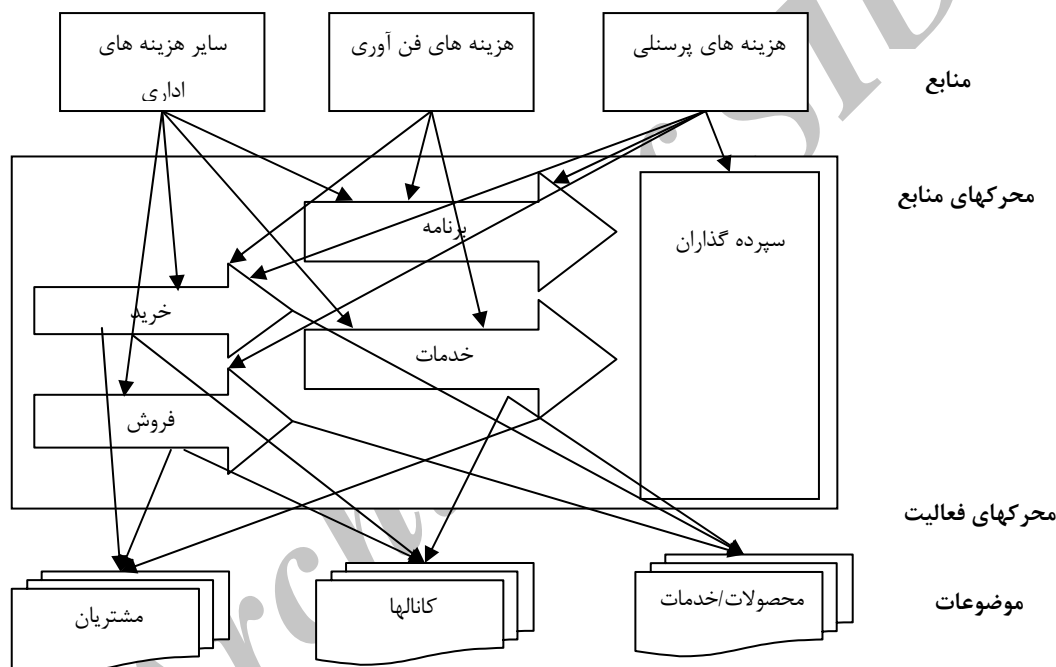 هزینه های پرسنلی
هزینه های فن آوری
سایر هزینه های
اداری
منابع
محرکهای منابع
سپرده گذاران
برنامه
خرید
خدمات
فروش
محرکهای فعالیت
موضوعات
محصولات/خدمات
کانالها
مشتریان